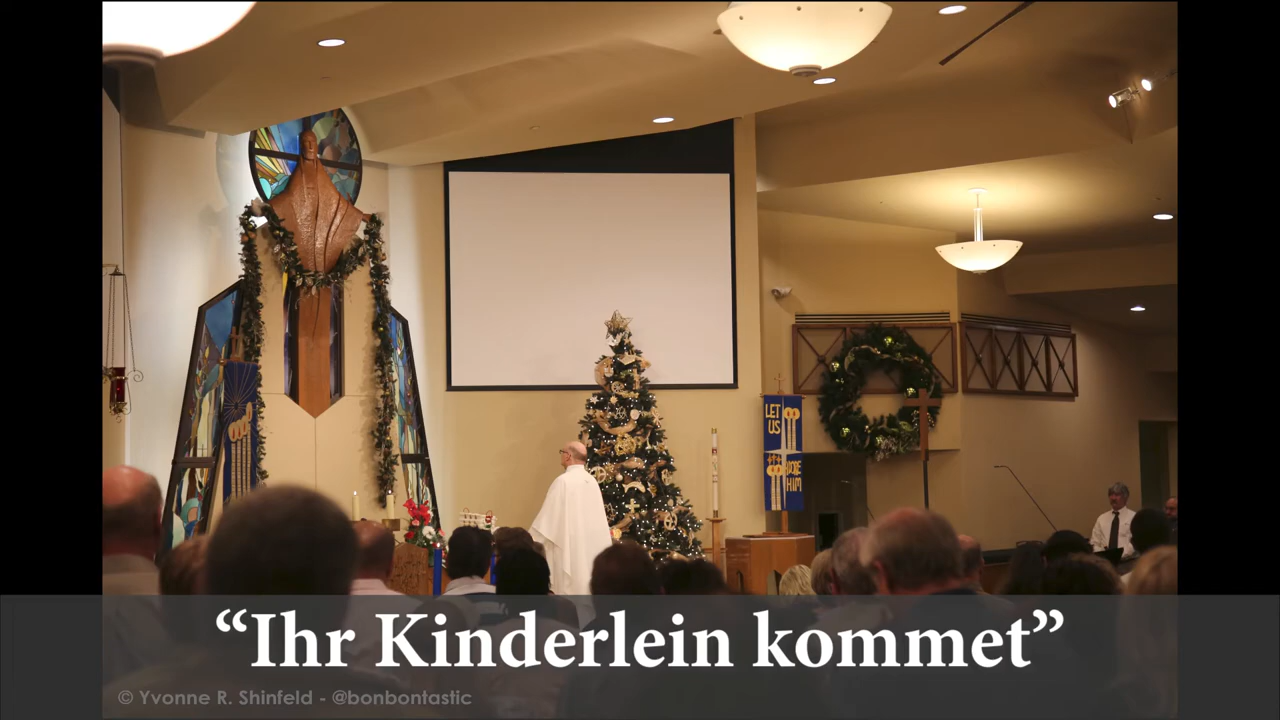 LET
US
ADORE
HIM
“Ihr Kinderlein kommet”
© Yvonne R. Shinfeld - @bonbontastic